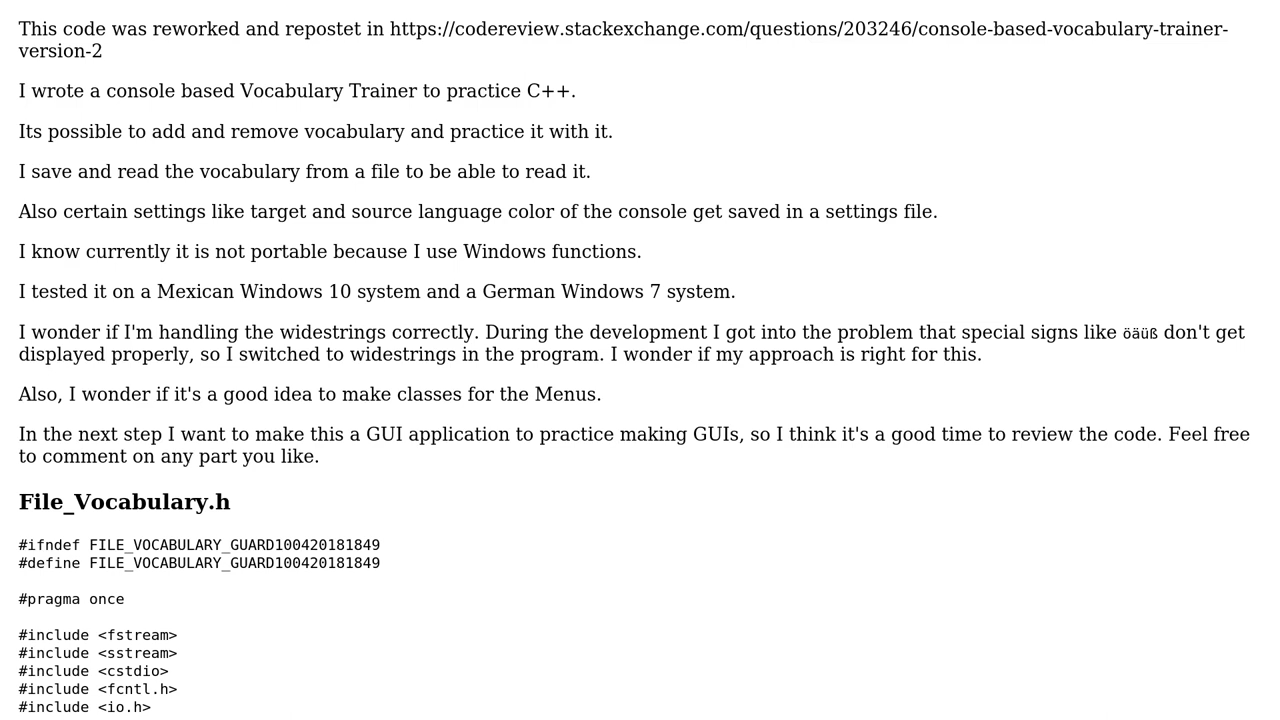 This code was reworked and repostet in https://codereview.stackexchange.com/questions/203246/console-based-vocabulary-trainer-
version-2
I wrote a console based Vocabulary Trainer to practice C++.
Its possible to add and remove vocabulary and practice it with it.
I save and read the vocabulary from a file to be able to read it.
Also certain settings like target and source language color of the console get saved in a settings file.
I know currently it is not portable because I use Windows functions.
I tested it on a Mexican Windows 10 system and a German Windows 7 system.
I wonder if I'm handling the widestrings correctly. During the development I got into the problem that special signs like öäüß don't get
displayed properly, so I switched to widestrings in the program. I wonder if my approach is right for this.
Also, I wonder if it's a good idea to make classes for the Menus.
In the next step I want to make this a GUI application to practice making GUIs, so I think it's a good time to review the code. Feel free
to comment on any part you like.
File_Vocabulary.h
#ifndef FILE_VOCABULARY_GUARD100420181849
#define FILE_VOCABULARY_GUARD100420181849
#pragma once
#include <fstream>
#include <sstream>
#include <cstdio>
#include <fcntl.h>
#include <io.h>